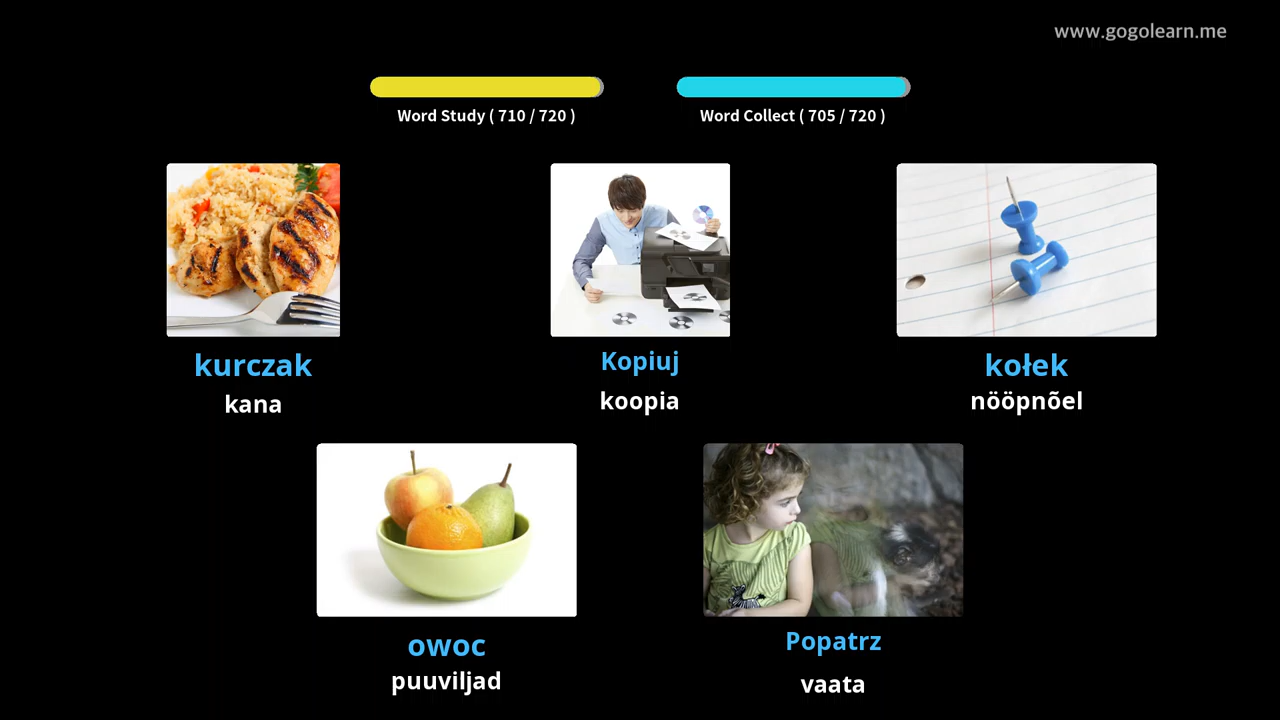 www.gogolearn.me
Word Study ( 710 / 720 )
Word Collect ( 705 / 720 )
kurczak
kana
Kopiuj
koopia
kołek
nööpnõel
owoc
puuviljad
Popatrz
vaata